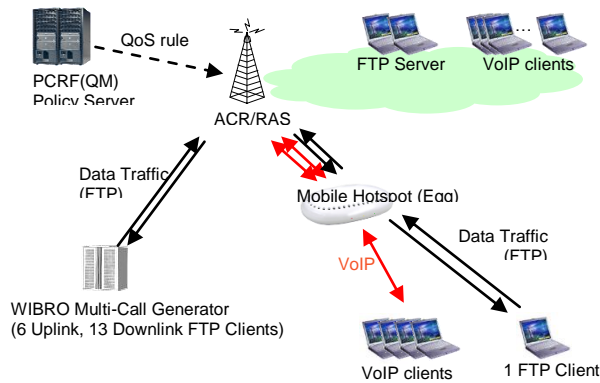 QoS rule
PCRF(QM)
Policy Server
ACR/RAS
FTP Server
VoIP clients
...
Data Traffic
(FTP)
Mobile Hotspot (Egg)
Data Traffic
(FTP)
VoIP
WIBRO Multi-Call Generator
(6 Uplink, 13 Downlink FTP Clients)
VoIP clients
1 FTP Client